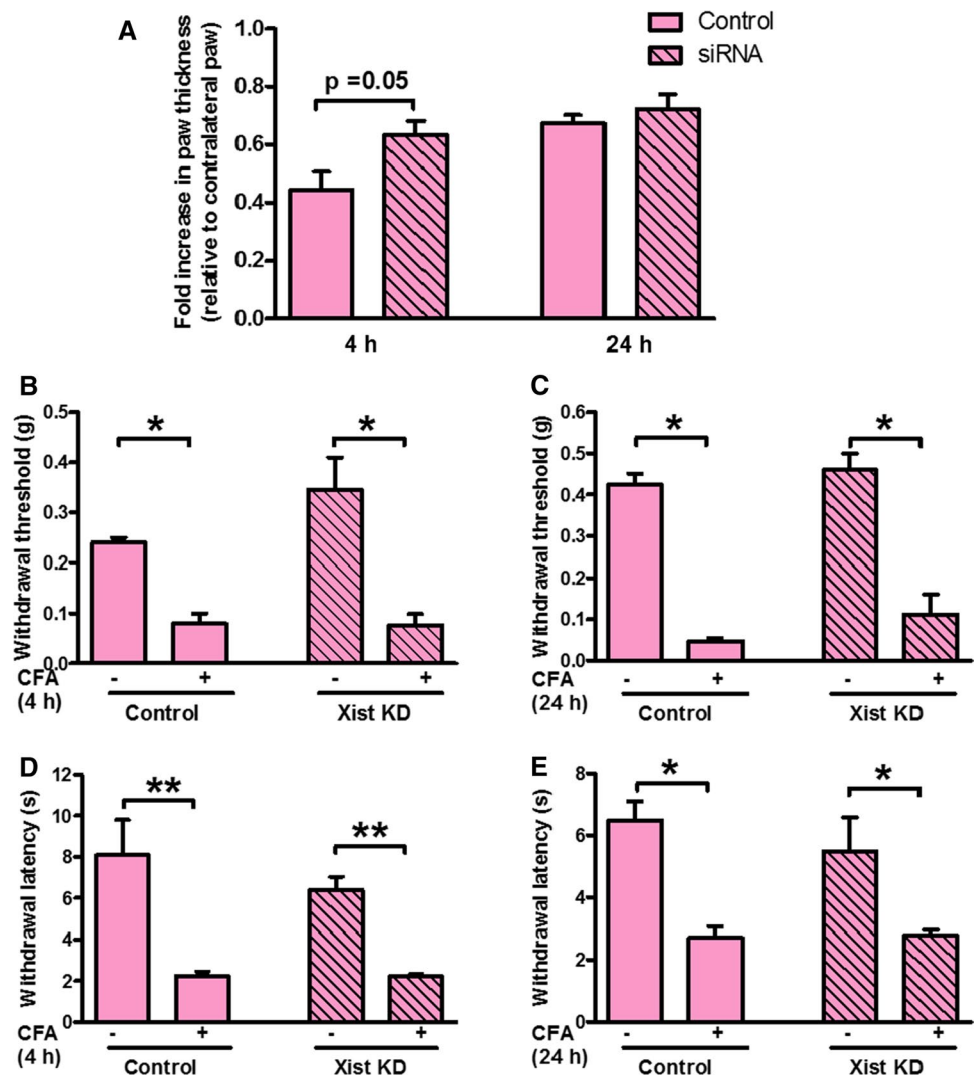 A
Fold increase in paw thickness
(relative to contralateral paw)
1.0
0.8
0.6
0.4
0.2
0.0
p =0.05
Control
siRNA
4 h
24 h
B
Withdrawal threshold (g)
0.5
0.4
0.3
0.2
0.1
0.0
*
*
CFA
(4 h)
- + - +
Control
Xist KD
C
Withdrawal threshold (g)
0.6
0.5
0.4
0.3
0.2
0.1
0.0
*
*
CFA
(24 h)
- + - +
Control
Xist KD
D
Withdrawal latency (s)
12
10
8
6
4
2
0
**
**
CFA
(4 h)
- + - +
Control
Xist KD
E
Withdrawal latency (s)
8
6
4
2
0
*
*
CFA
(24 h)
- + - +
Control
Xist KD